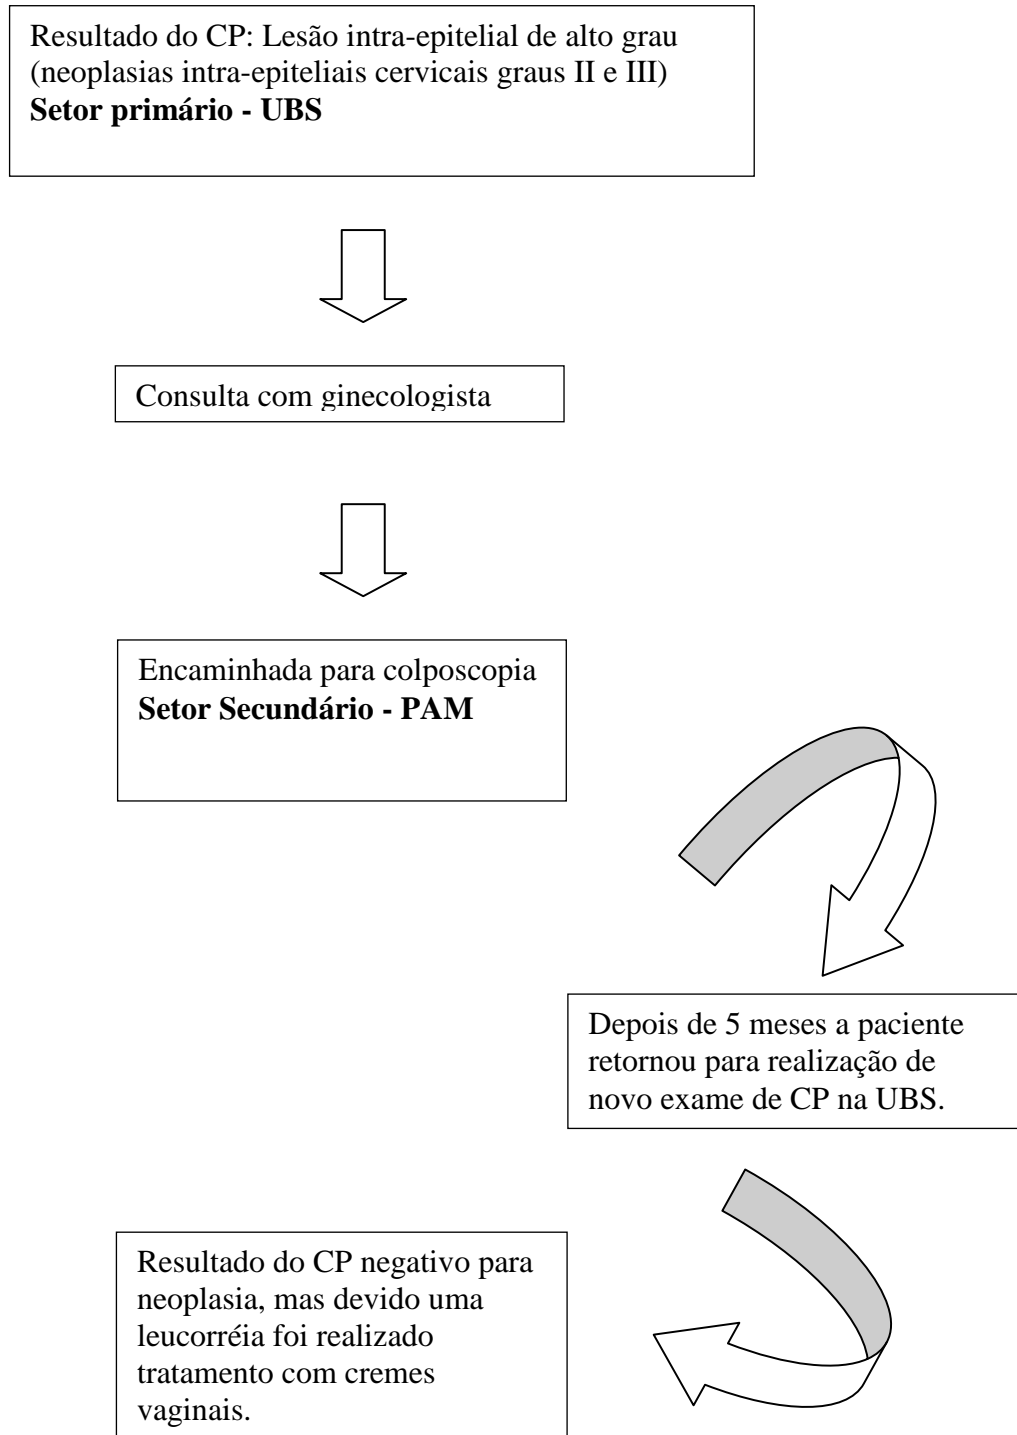 Resultado do CP: Lesão intra-epitelial de alto grau
(neoplasias intra-epiteliais cervicais graus II e III)
Setor primário - UBS
Consulta com ginecologista
Encaminhada para colposcopia
Setor Secundário - PAM
Depois de 5 meses a paciente
retornou para realização de
novo exame de CP na UBS.
Resultado do CP negativo para
neoplasia, mas devido uma
leucorréia foi realizado
tratamento com cremes
vaginais.